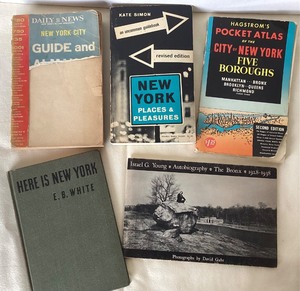 DAILY NEWS
NEW YORK CITY
GUIDE and
KATE SIMON
an uncommon guidebook
revised edition
NEW
YORK
PLACES &
PLEASURES
HAGSTROM'S
POCKET ATLAS
OF THE
CITY OF NEW YORK
FIVE
BOROUGHS
MANHATTAN BRONX
BROOKLYN QUEENS
RICHMOND
SECOND EDITION
HERE IS NEW YORK
E. B. WHITE
Israel G. Young • Autobiography • The Bronx • 1928-1938
Photographs by David Gahr